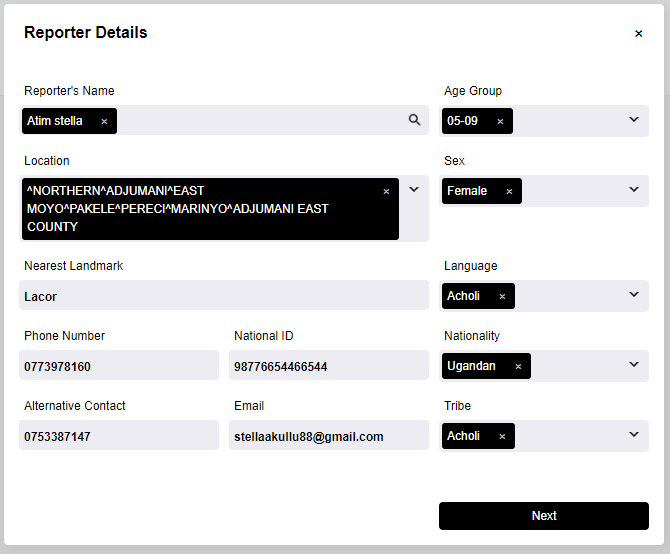 Reporter Details
×
Reporter's Name
Age Group
Atim stella ×
05-09 ×
Location
Sex
^NORTHERN^ADJUMANI^EAST ×
MOYO^PAKELE^PERECI^MARINYO^ADJUMANI EAST
COUNTY
Female ×
Nearest Landmark
Language
Lacor
Acholi ×
Phone Number
National ID
Nationality
0773978160
98776654466544
Ugandan ×
Alternative Contact
Email
Tribe
0753387147
stellaakullu88@gmail.com
Acholi ×
Next